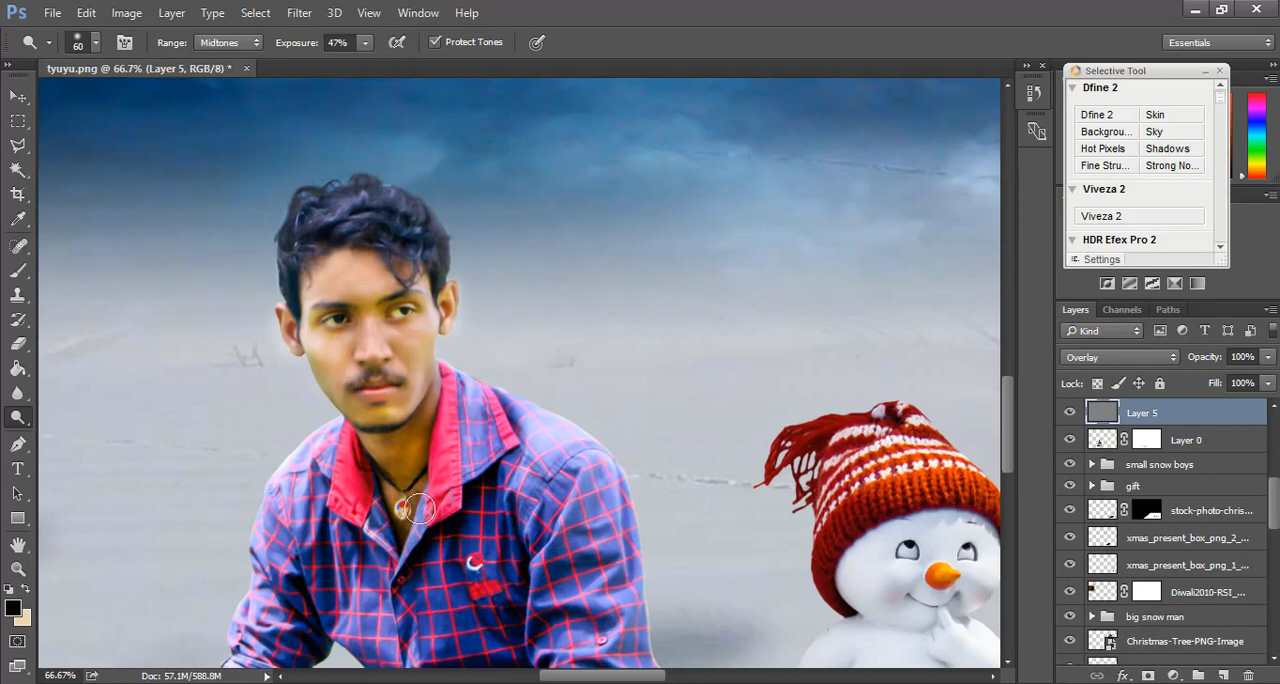 Ps File Edit Image Layer Type Select Filter 3D View Window Help
60 Range: Midtones Exposure: 47% Protect Tones Essentials
tyuyu.png @ 66.7% (Layer 5, RGB/8) * ×
Selective Tool
Dfine 2
Dfine 2 Skin
Backgrou... Sky
Hot Pixels Shadows
Fine Stru... Strong No...
Viveza 2
Viveza 2
HDR Efex Pro 2
Settings
Layers Channels Paths
Kind
Overlay Opacity: 100%
Lock: Fill: 100%
Layer 5
Layer 0
small snow boys
gift
stock-photo-chris...
xmas_present_box_png_2_...
xmas_present_box_png_1_...
Diwali2010-RSI_...
big snow man
Christmas-Tree-PNG-Image
66.67% Doc: 57.1M/588.8M